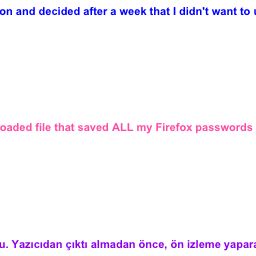 on and decided after a week that I didn't want to
oaded file that saved ALL my Firefox passwords
u. Yazıcıdan çıktı almadan önce, ön izleme yapar